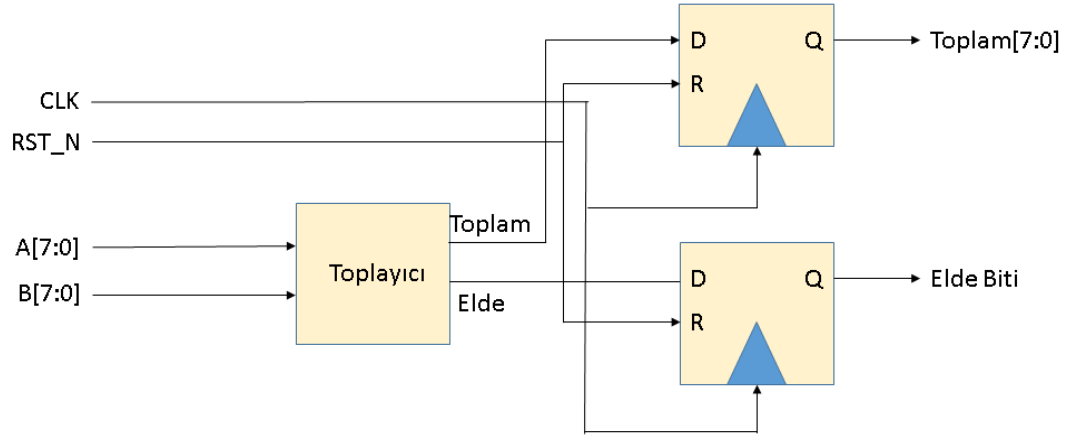 D
Q
Toplam[7:0]
R
CLK
RST_N
Toplam
A[7:0]
Toplayıcı
B[7:0]
Elde
D
Q
Elde Biti
R